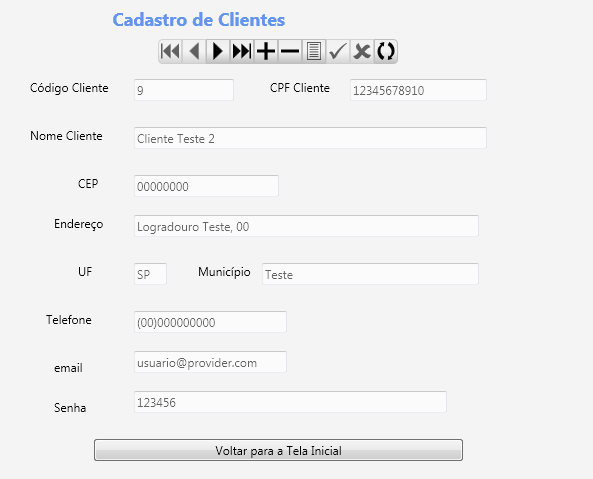 Cadastro de Clientes
Código Cliente 9 CPF Cliente 12345678910
Nome Cliente Cliente Teste 2
CEP 00000000
Endereço Logradouro Teste, 00
UF SP Município Teste
Telefone (00)000000000
email usuario@provider.com
Senha 123456
Voltar para a Tela Inicial